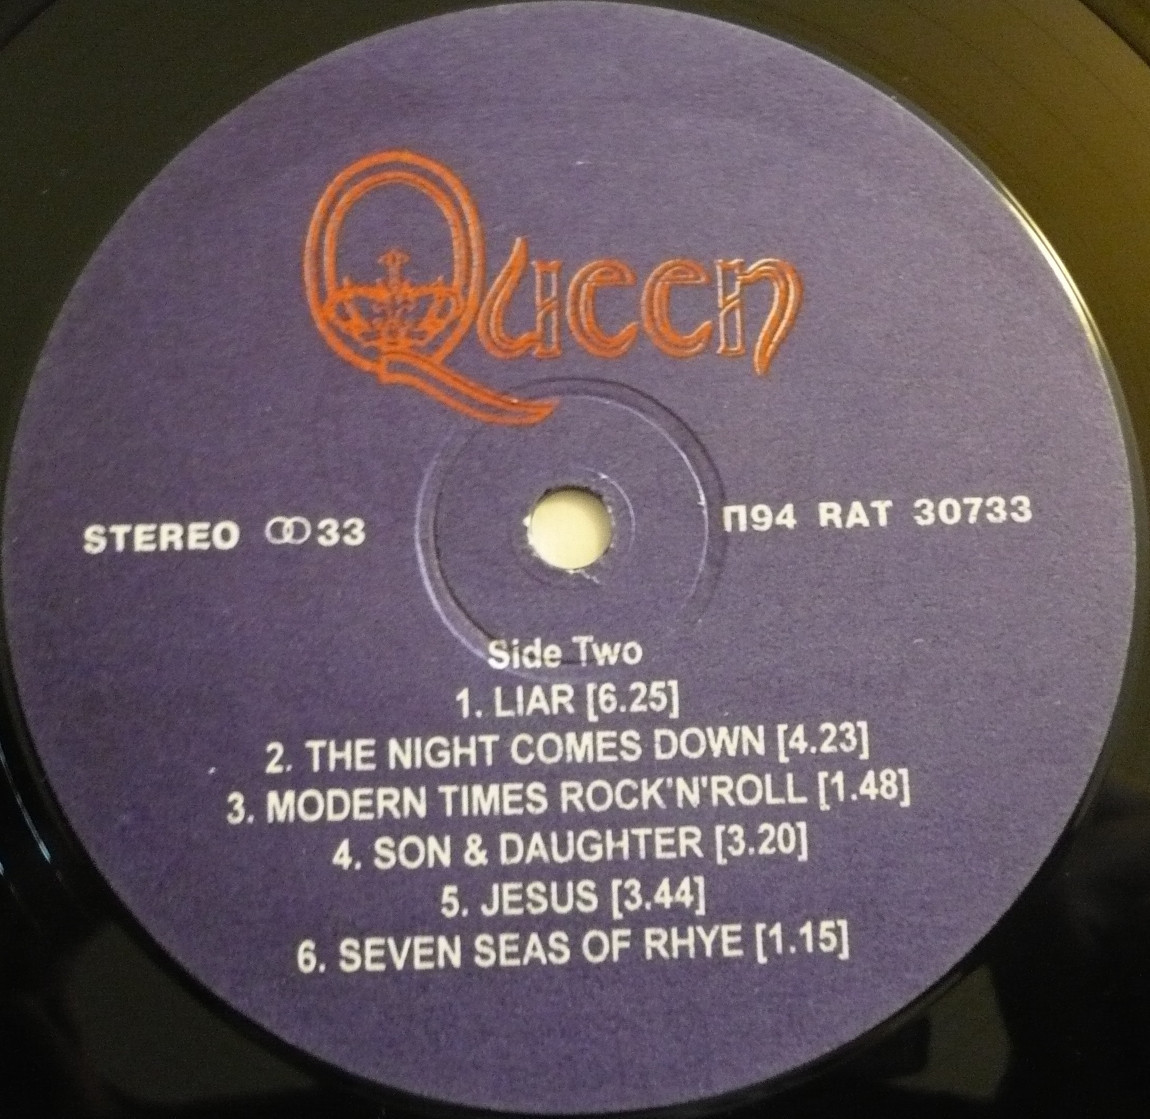 Queen
STEREO 33
П94 RAT 30733
Side Two
1. LIAR [6.25]
2. THE NIGHT COMES DOWN [4.23]
3. MODERN TIMES ROCK'N'ROLL [1.48]
4. SON & DAUGHTER [3.20]
5. JESUS [3.44]
6. SEVEN SEAS OF RHYE [1.15]